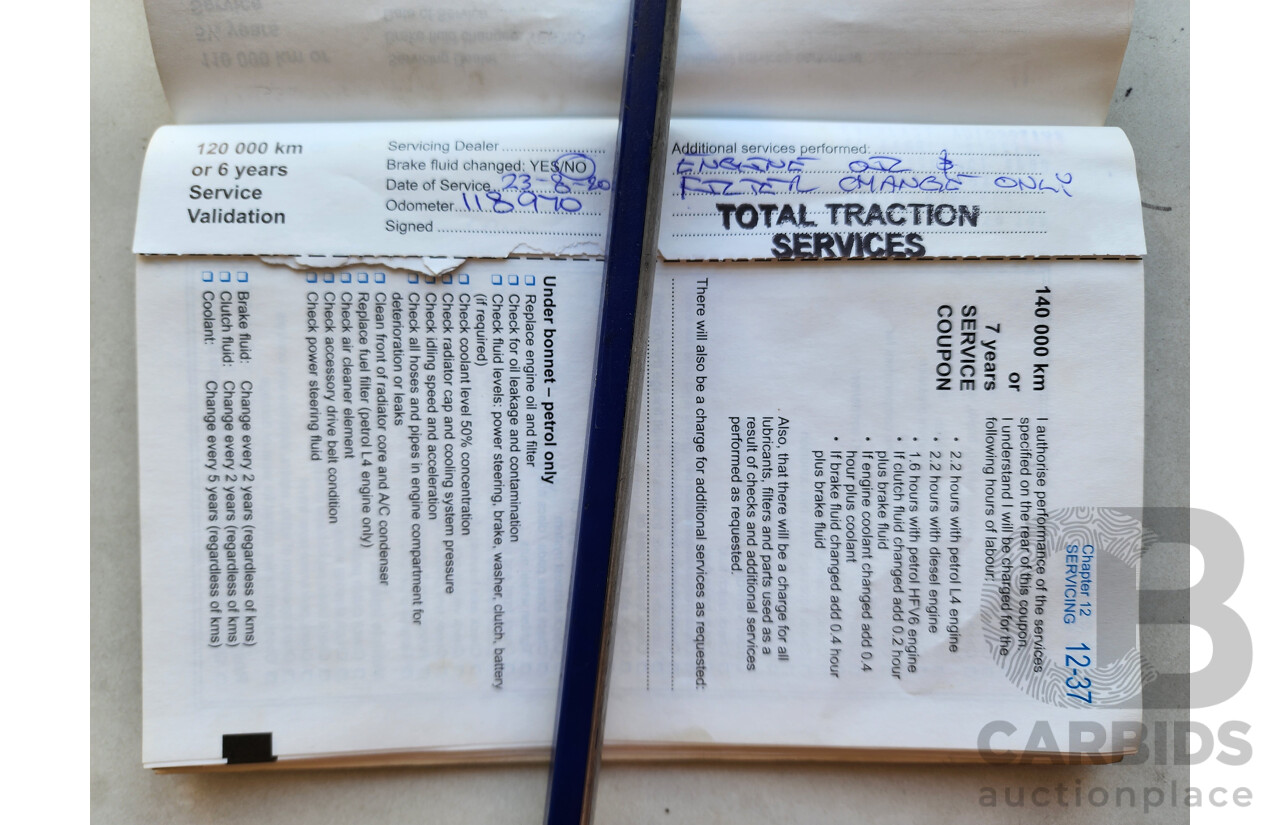 120 000 km
or 6 years
Service
Validation
Servicing Dealer
Brake fluid changed: YES/NO
Date of Service 23-8-20
Odometer 118970
Signed
Additional services performed:
ENGINE OIL &
FILTER CHANGE ONLY
TOTAL TRACTION
SERVICES
Chapter 12
SERVICING 12-37
140 000 km
or
7 years
SERVICE
COUPON
I authorise performance of the services
specified on the rear of this coupon.
I understand I will be charged for the
following hours of labour:
• 2.2 hours with petrol L4 engine
• 2.2 hours with diesel engine
• 1.6 hours with petrol HFV6 engine
• If clutch fluid changed add 0.2 hour
plus brake fluid
• If engine coolant changed add 0.4
hour plus coolant
• If brake fluid changed add 0.4 hour
plus brake fluid
Also, that there will be a charge for all
lubricants, filters and parts used as a
result of checks and additional services
performed as requested.
There will also be a charge for additional services as requested:
Under bonnet – petrol only
Replace engine oil and filter
Check for oil leakage and contamination
Check fluid levels: power steering, brake, washer, clutch, battery
(if required)
Check coolant level 50% concentration
Check radiator cap and cooling system pressure
Check idling speed and acceleration
Check all hoses and pipes in engine compartment for
deterioration or leaks
Clean front of radiator core and A/C condenser
Replace fuel filter (petrol L4 engine only)
Check air cleaner element
Check accessory drive belt condition
Check power steering fluid
Brake fluid: Change every 2 years (regardless of kms)
Clutch fluid: Change every 2 years (regardless of kms)
Coolant: Change every 5 years (regardless of kms)
CARBIDS
auctionplace